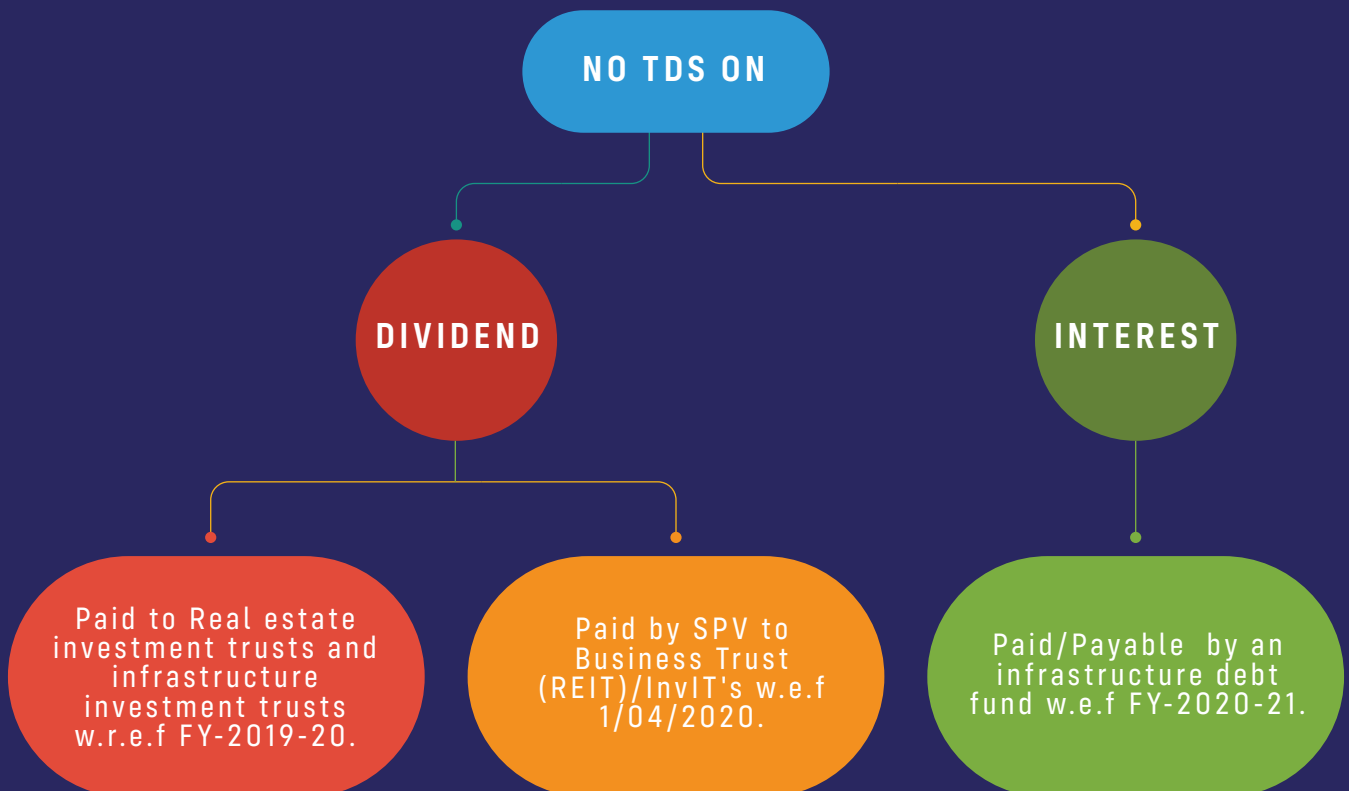 NO TDS ON
DIVIDEND
INTEREST
Paid to Real estate
investment trusts and
infrastructure
investment trusts
w.r.e.f FY-2019-20.
Paid by SPV to
Business Trust
(REIT)/InvIT's w.e.f
1/04/2020.
Paid/Payable by an
infrastructure debt
fund w.e.f FY-2020-21.